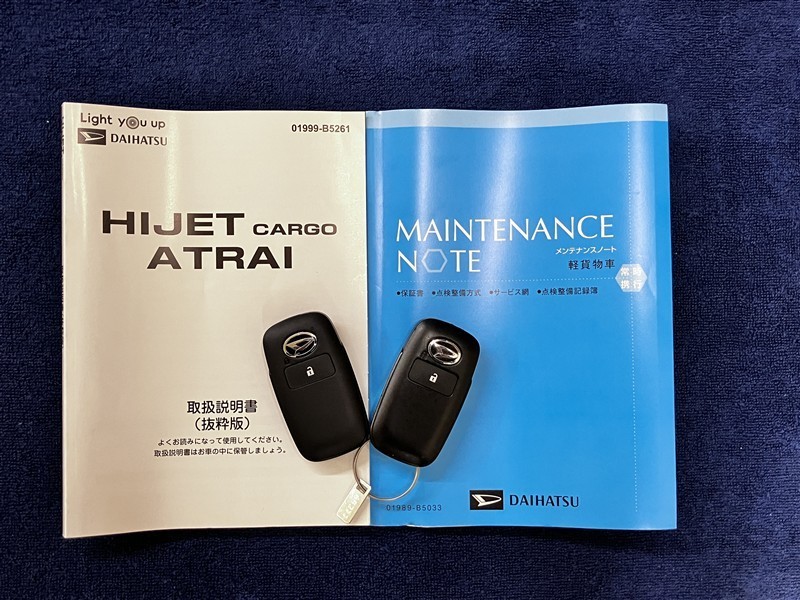 Light you up
DAIHATSU
01999-B5261
HIJET CARGO
ATRAI
取扱説明書
（抜粋版）
よくお読みになって使用してください。
取扱説明書はお車の中に保管しましょう。
MAINTENANCE
NOTE
メンテナンスノート
軽貨物車
常時
携行
●保証書 ●点検整備方式 ●サービス網 ●点検整備記録簿
DAIHATSU
01989-B5033